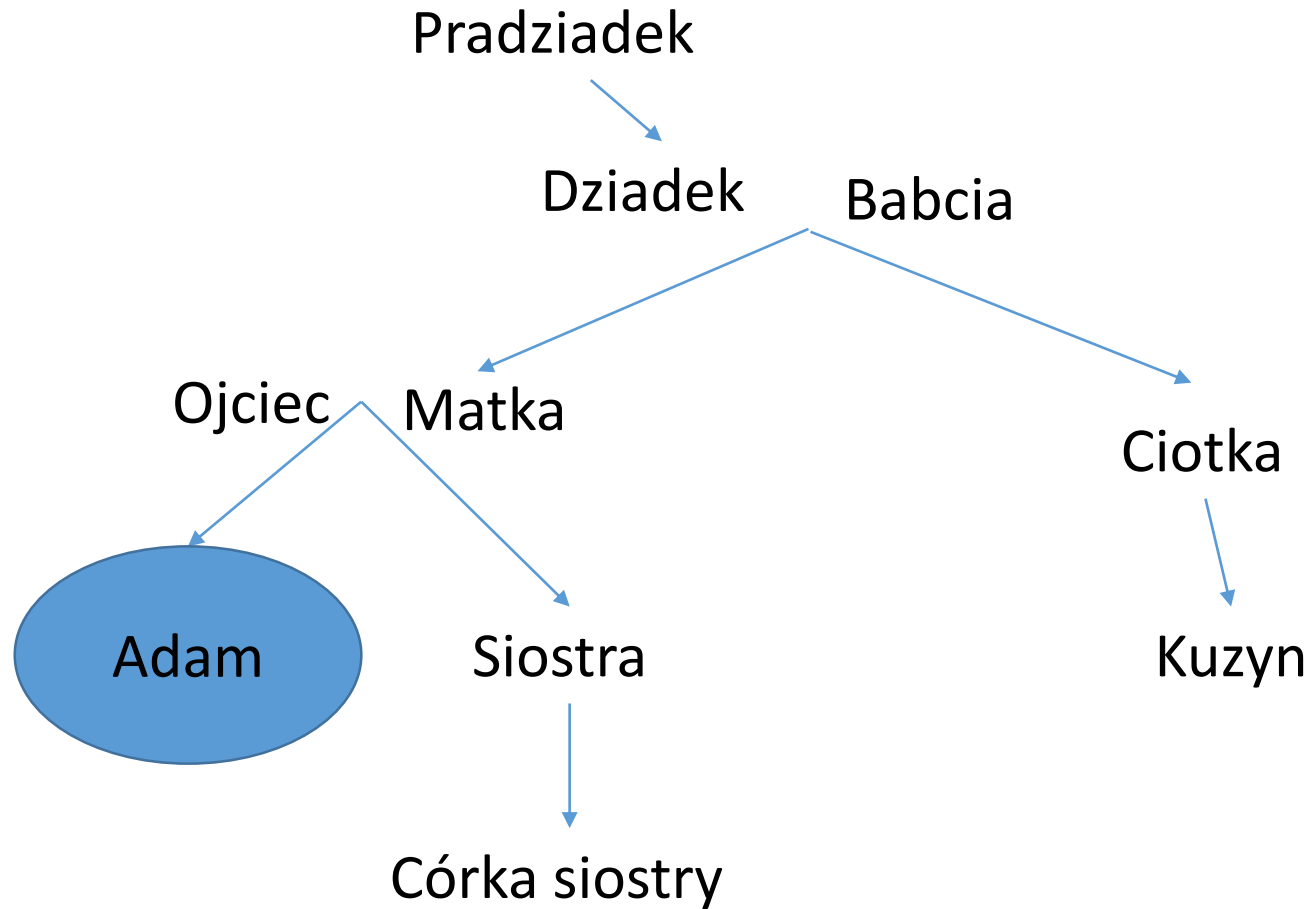 Pradziadek
Dziadek
Babcia
Ojciec
Matka
Ciotka
Adam
Siostra
Kuzyn
Córka siostry